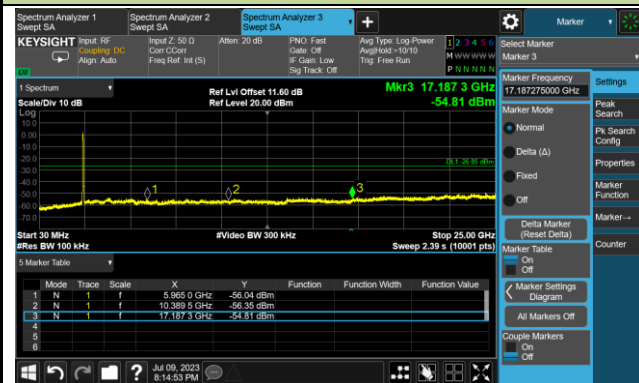 Spectrum Analyzer 1
Swept SA
Spectrum Analyzer 2
Swept SA
Spectrum Analyzer 3
Swept SA
Marker
KEYSIGHT
Input: RF
Coupling: DC
Align: Auto
Input Z: 50 Ω
Corr CCorr
Freq Ref: Int (S)
Atten: 20 dB
PNO: Fast
Gate: Off
IF Gain: Low
Sig Track: Off
Avg Type: Log-Power
Avg|Hold:>10/10
Trig: Free Run
1 2 3 4 5 6
M W W W W W
P N N N N N
LVI
1 Spectrum
Scale/Div 10 dB
Ref Lvl Offset 11.60 dB
Ref Level 20.00 dBm
Mkr3 17.187 3 GHz
-54.81 dBm
Log
10.0
0.00
-10.0
-20.0
-30.0
-40.0
-50.0
-60.0
-70.0
DL1 -26.85 dBm
1
2
3
Start 30 MHz
#Video BW 300 kHz
Stop 25.00 GHz
#Res BW 100 kHz
Sweep 2.39 s (10001 pts)
5 Marker Table
Mode Trace Scale X Y Function Function Width Function Value
1 N 1 f 5.965 0 GHz -56.04 dBm
2 N 1 f 10.389 5 GHz -56.35 dBm
3 N 1 f 17.187 3 GHz -54.81 dBm
4
5
6
Select Marker
Marker 3
Marker Frequency
17.187275000 GHz
Marker Mode
Normal
Delta (Δ)
Fixed
Off
Delta Marker
(Reset Delta)
Marker Table
On
Off
Marker Settings
Diagram
All Markers Off
Couple Markers
On
Off
Settings
Peak
Search
Pk Search
Config
Properties
Marker
Function
Marker→
Counter
?
Jul 09, 2023
8:14:53 PM